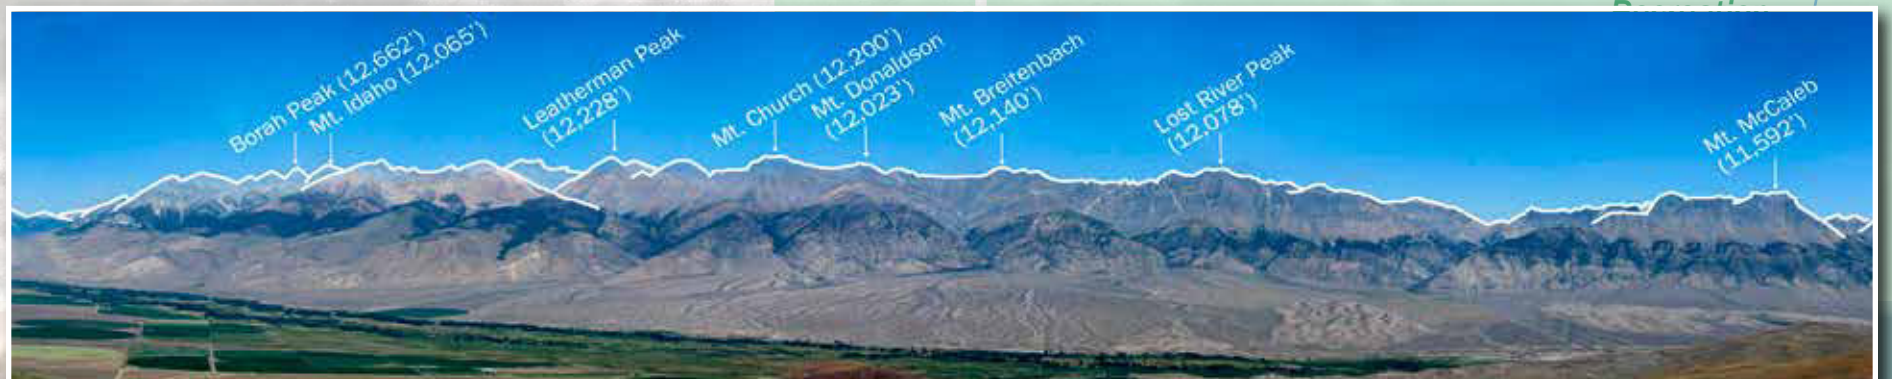 Borah Peak (12,662')
Mt. Idaho (12,065')
Leatherman Peak
(12,228')
Mt. Church (12,200')
Mt. Donaldson
(12,023')
Mt. Breitenbach
(12,140')
Lost River Peak
(12,078')
Mt. McCaleb
(11,592')